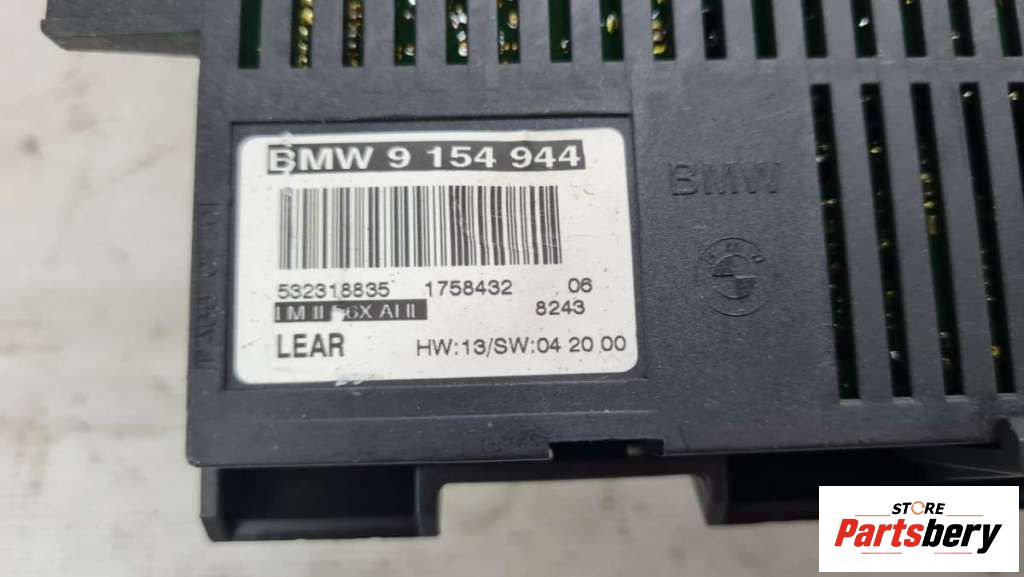 BMW 9 154 944
BMW
532318835 1758432 06
8243
LEAR HW:13/SW:04 20 00
STORE
Partsbery